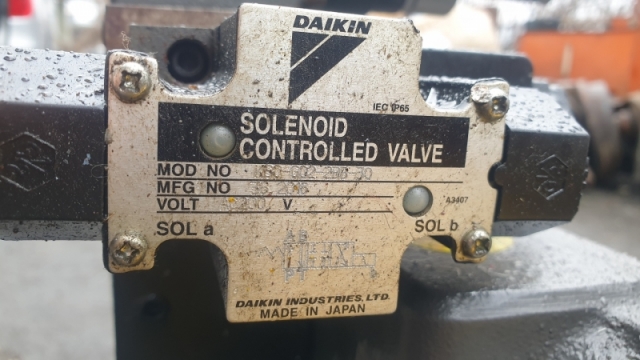 DAIKIN
IEC IP65
SOLENOID
CONTROLLED VALVE
MOD NO
MFG NO
VOLT 200 V
A3407
SOL a SOL b
DAIKIN INDUSTRIES, LTD.
MADE IN JAPAN